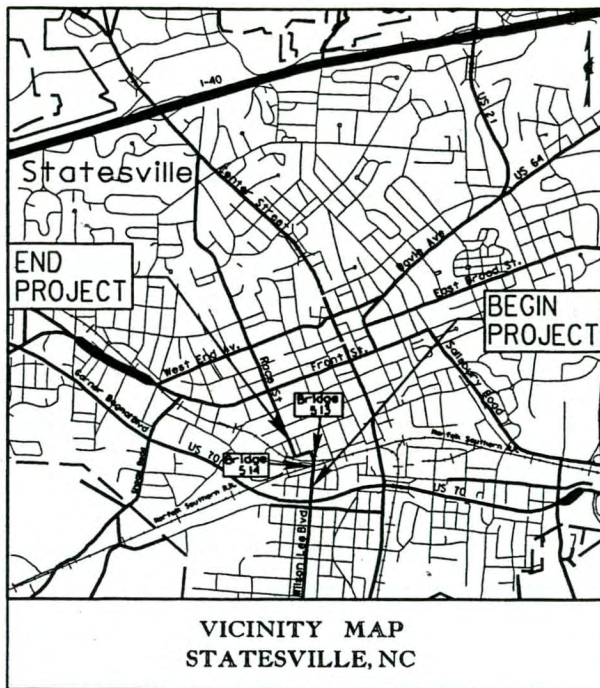 I-40
US 21
Statesville
Center Street
US 64
Davie Ave
East Broad St.
END
PROJECT
BEGIN
PROJECT
West End Av.
Front St.
Race St.
Salisbury Road
Garner Bagnal Blvd
Bridge
513
Norfolk Southern R.R.
US 70
Bridge
514
US 70
Norfolk Southern R.R.
Wilson Lee Blvd
VICINITY MAP
STATESVILLE, NC